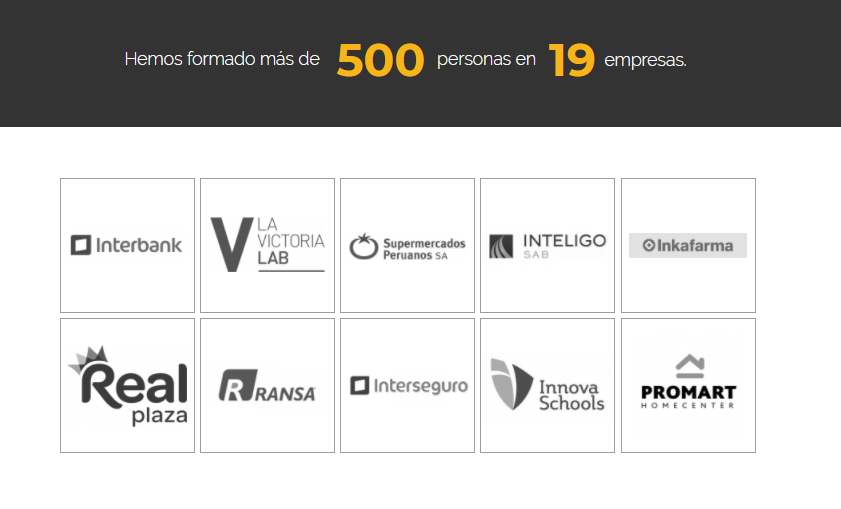 Hemos formado más de 500 personas en 19 empresas.
Interbank
LA
VICTORIA
LAB
Supermercados
Peruanos SA
INTELIGO
SAB
Inkafarma
Real
plaza
RANSA
Interseguro
Innova
Schools
PROMART
HOMECENTER